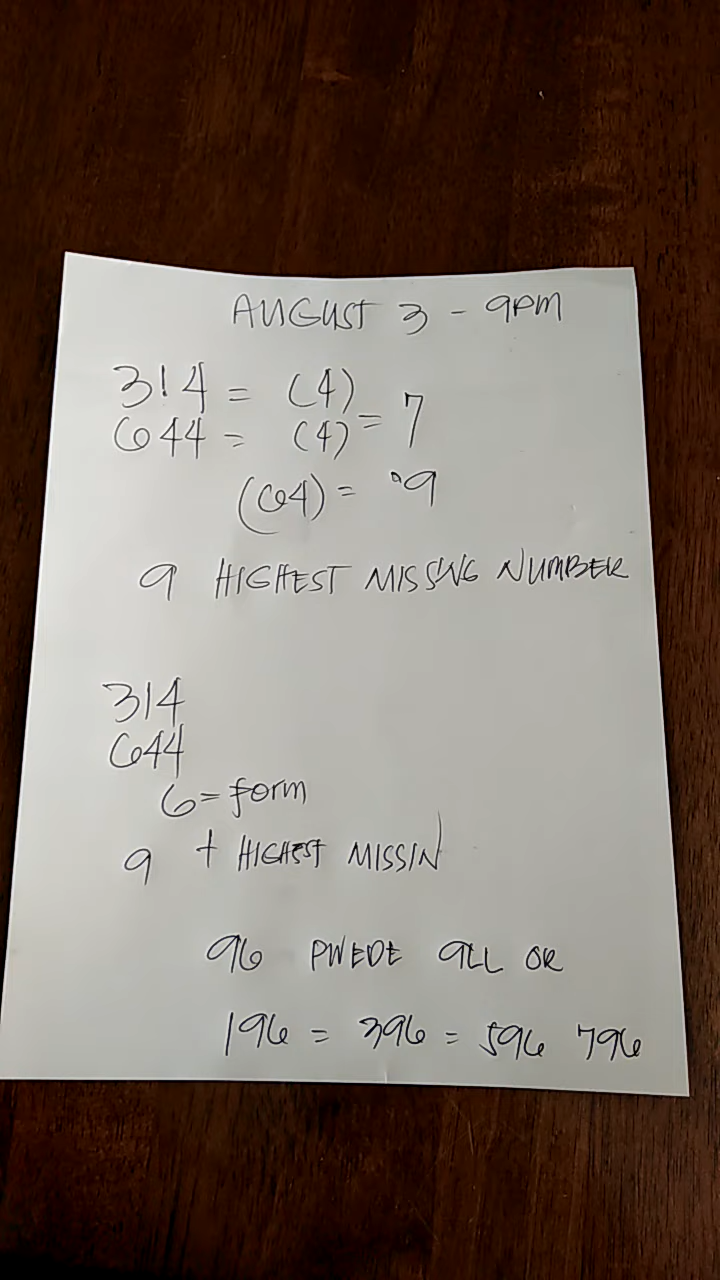 AUGUST 3 - 9PM
314 = (4)
644 = (4) = 7
(64) = 9
9 HIGHEST MISSNG NUMBER
314
644
6 = form
9 + HIGHEST MISSIN
96 PWEDE ALL OR
196 = 396 = 596 796